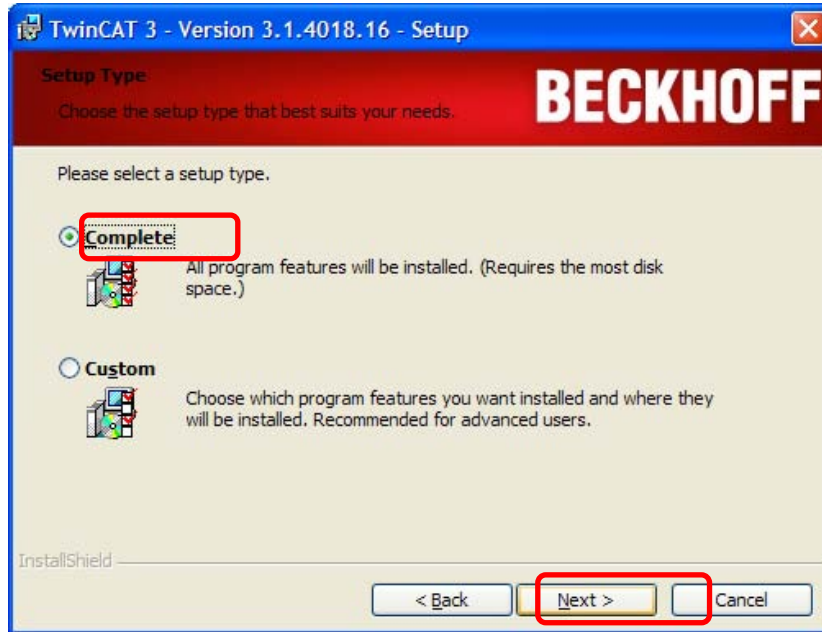 TwinCAT 3 - Version 3.1.4018.16 - Setup
Setup Type
BECKHOFF
Choose the setup type that best suits your needs.
Please select a setup type.
Complete
All program features will be installed. (Requires the most disk
space.)
Custom
Choose which program features you want installed and where they
will be installed. Recommended for advanced users.
InstallShield
< Back
Next >
Cancel